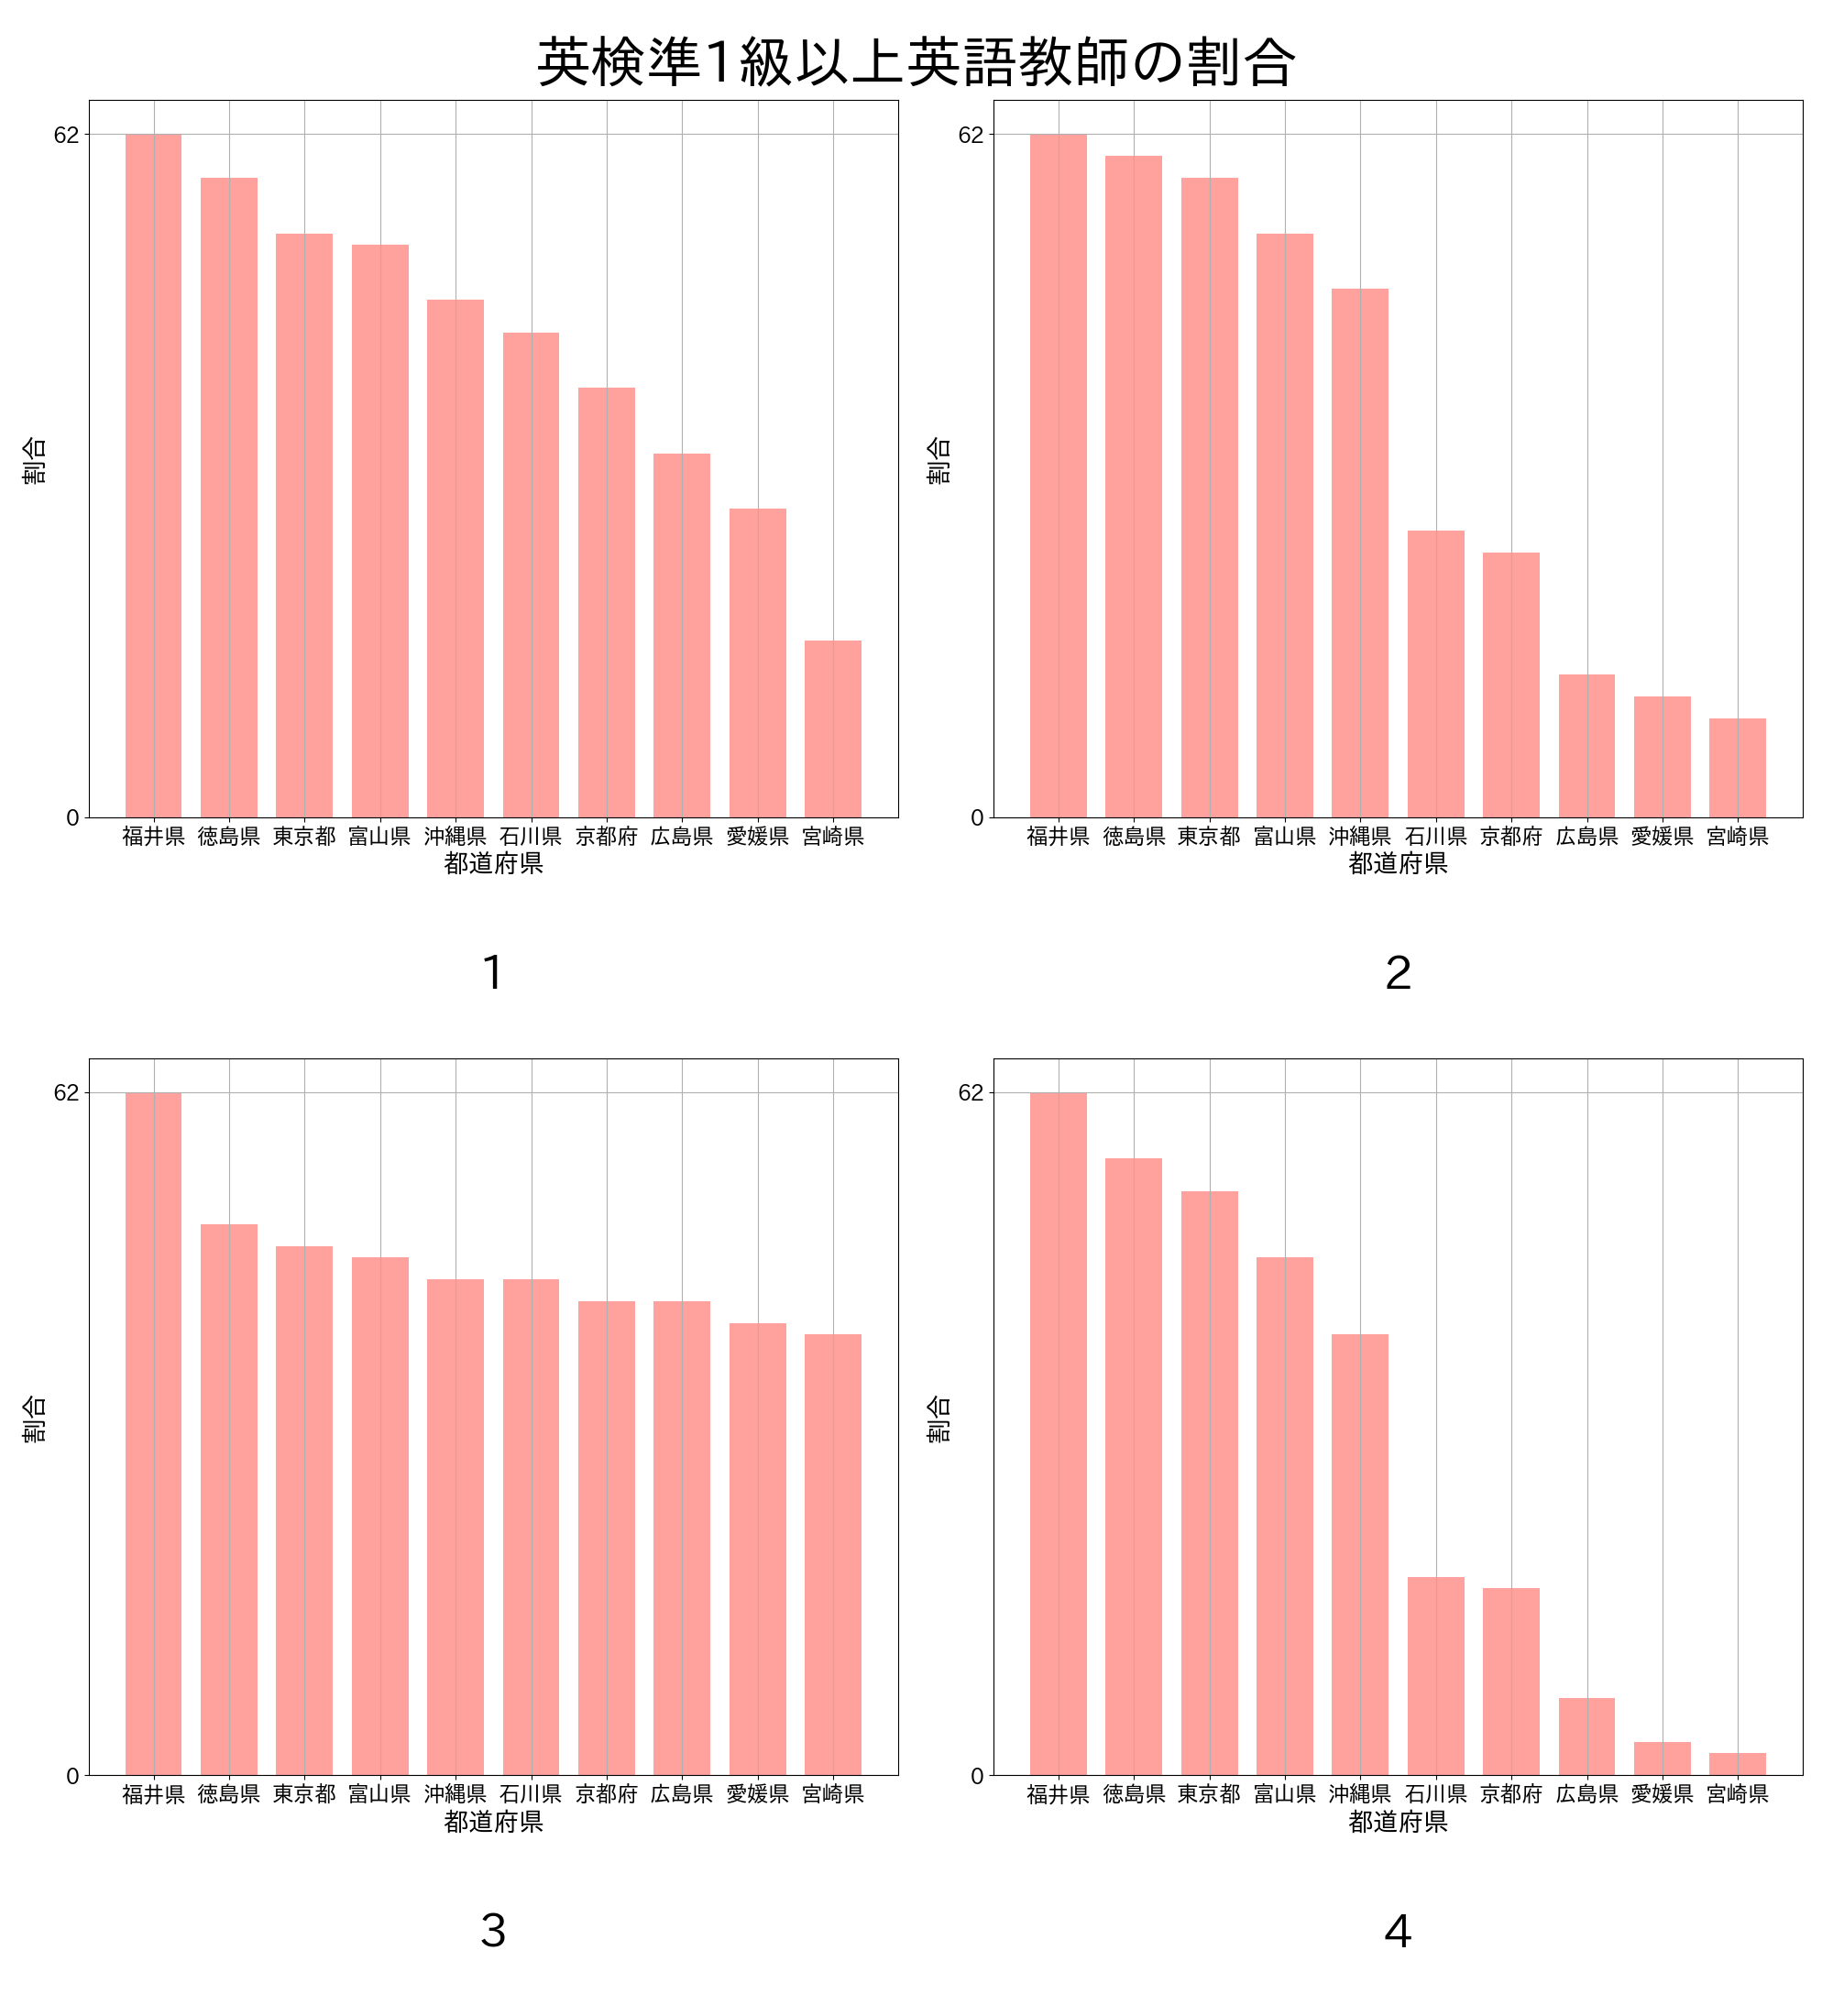 英検準1級以上英語教師の割合
62
0
割合
福井県 徳島県 東京都 富山県 沖縄県 石川県 京都府 広島県 愛媛県 宮崎県
都道府県
1
62
0
割合
福井県 徳島県 東京都 富山県 沖縄県 石川県 京都府 広島県 愛媛県 宮崎県
都道府県
2
62
0
割合
福井県 徳島県 東京都 富山県 沖縄県 石川県 京都府 広島県 愛媛県 宮崎県
都道府県
3
62
0
割合
福井県 徳島県 東京都 富山県 沖縄県 石川県 京都府 広島県 愛媛県 宮崎県
都道府県
4